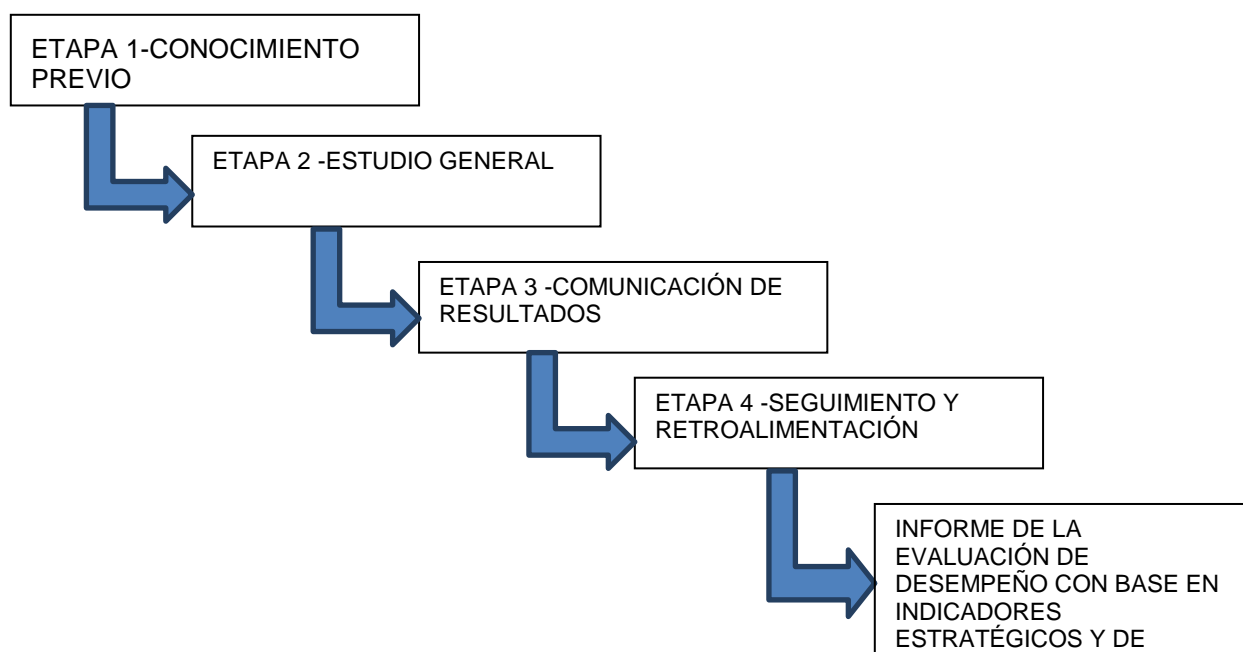 ETAPA 1-CONOCIMIENTO
PREVIO
ETAPA 2 -ESTUDIO GENERAL
ETAPA 3 -COMUNICACIÓN DE
RESULTADOS
ETAPA 4 -SEGUIMIENTO Y
RETROALIMENTACIÓN
INFORME DE LA
EVALUACIÓN DE
DESEMPEÑO CON BASE EN
INDICADORES
ESTRATÉGICOS Y DE